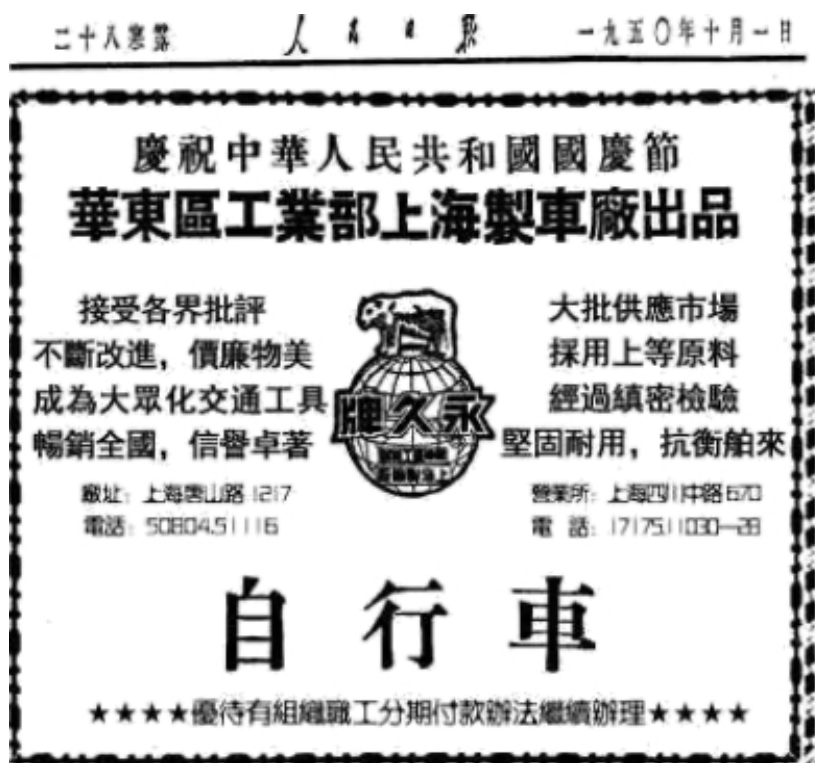 二十八寒露 人民日報 一九五〇年十月一日
慶祝中華人民共和國國慶節
華東區工業部上海製車廠出品
大批供應市場
採用上等原料
經過縝密檢驗
堅固耐用，抗衡舶來
營業所：上海四川中路670
電 話：17175.11030—28
永久牌
接受各界批評
不斷改進，價廉物美
成為大眾化交通工具
暢銷全國，信譽卓著
廠址：上海唐山路1217
電話：50804.51116
自行車
★★★★優待有組織職工分期付款辦法繼續辦理★★★★